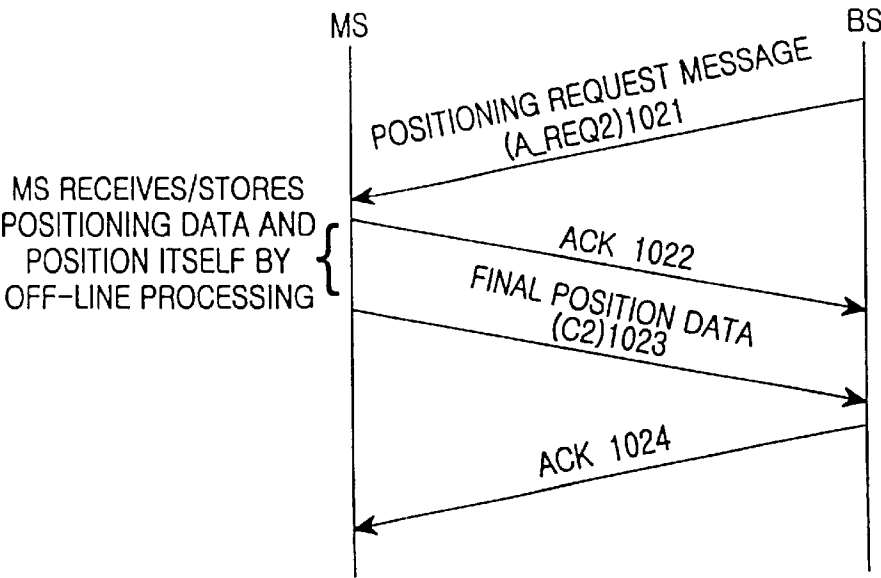 MS
BS
POSITIONING REQUEST MESSAGE
(A_REQ2)1021
MS RECEIVES/STORES
POSITIONING DATA AND
POSITION ITSELF BY
OFF-LINE PROCESSING
ACK 1022
FINAL POSITION DATA
(C2)1023
ACK 1024